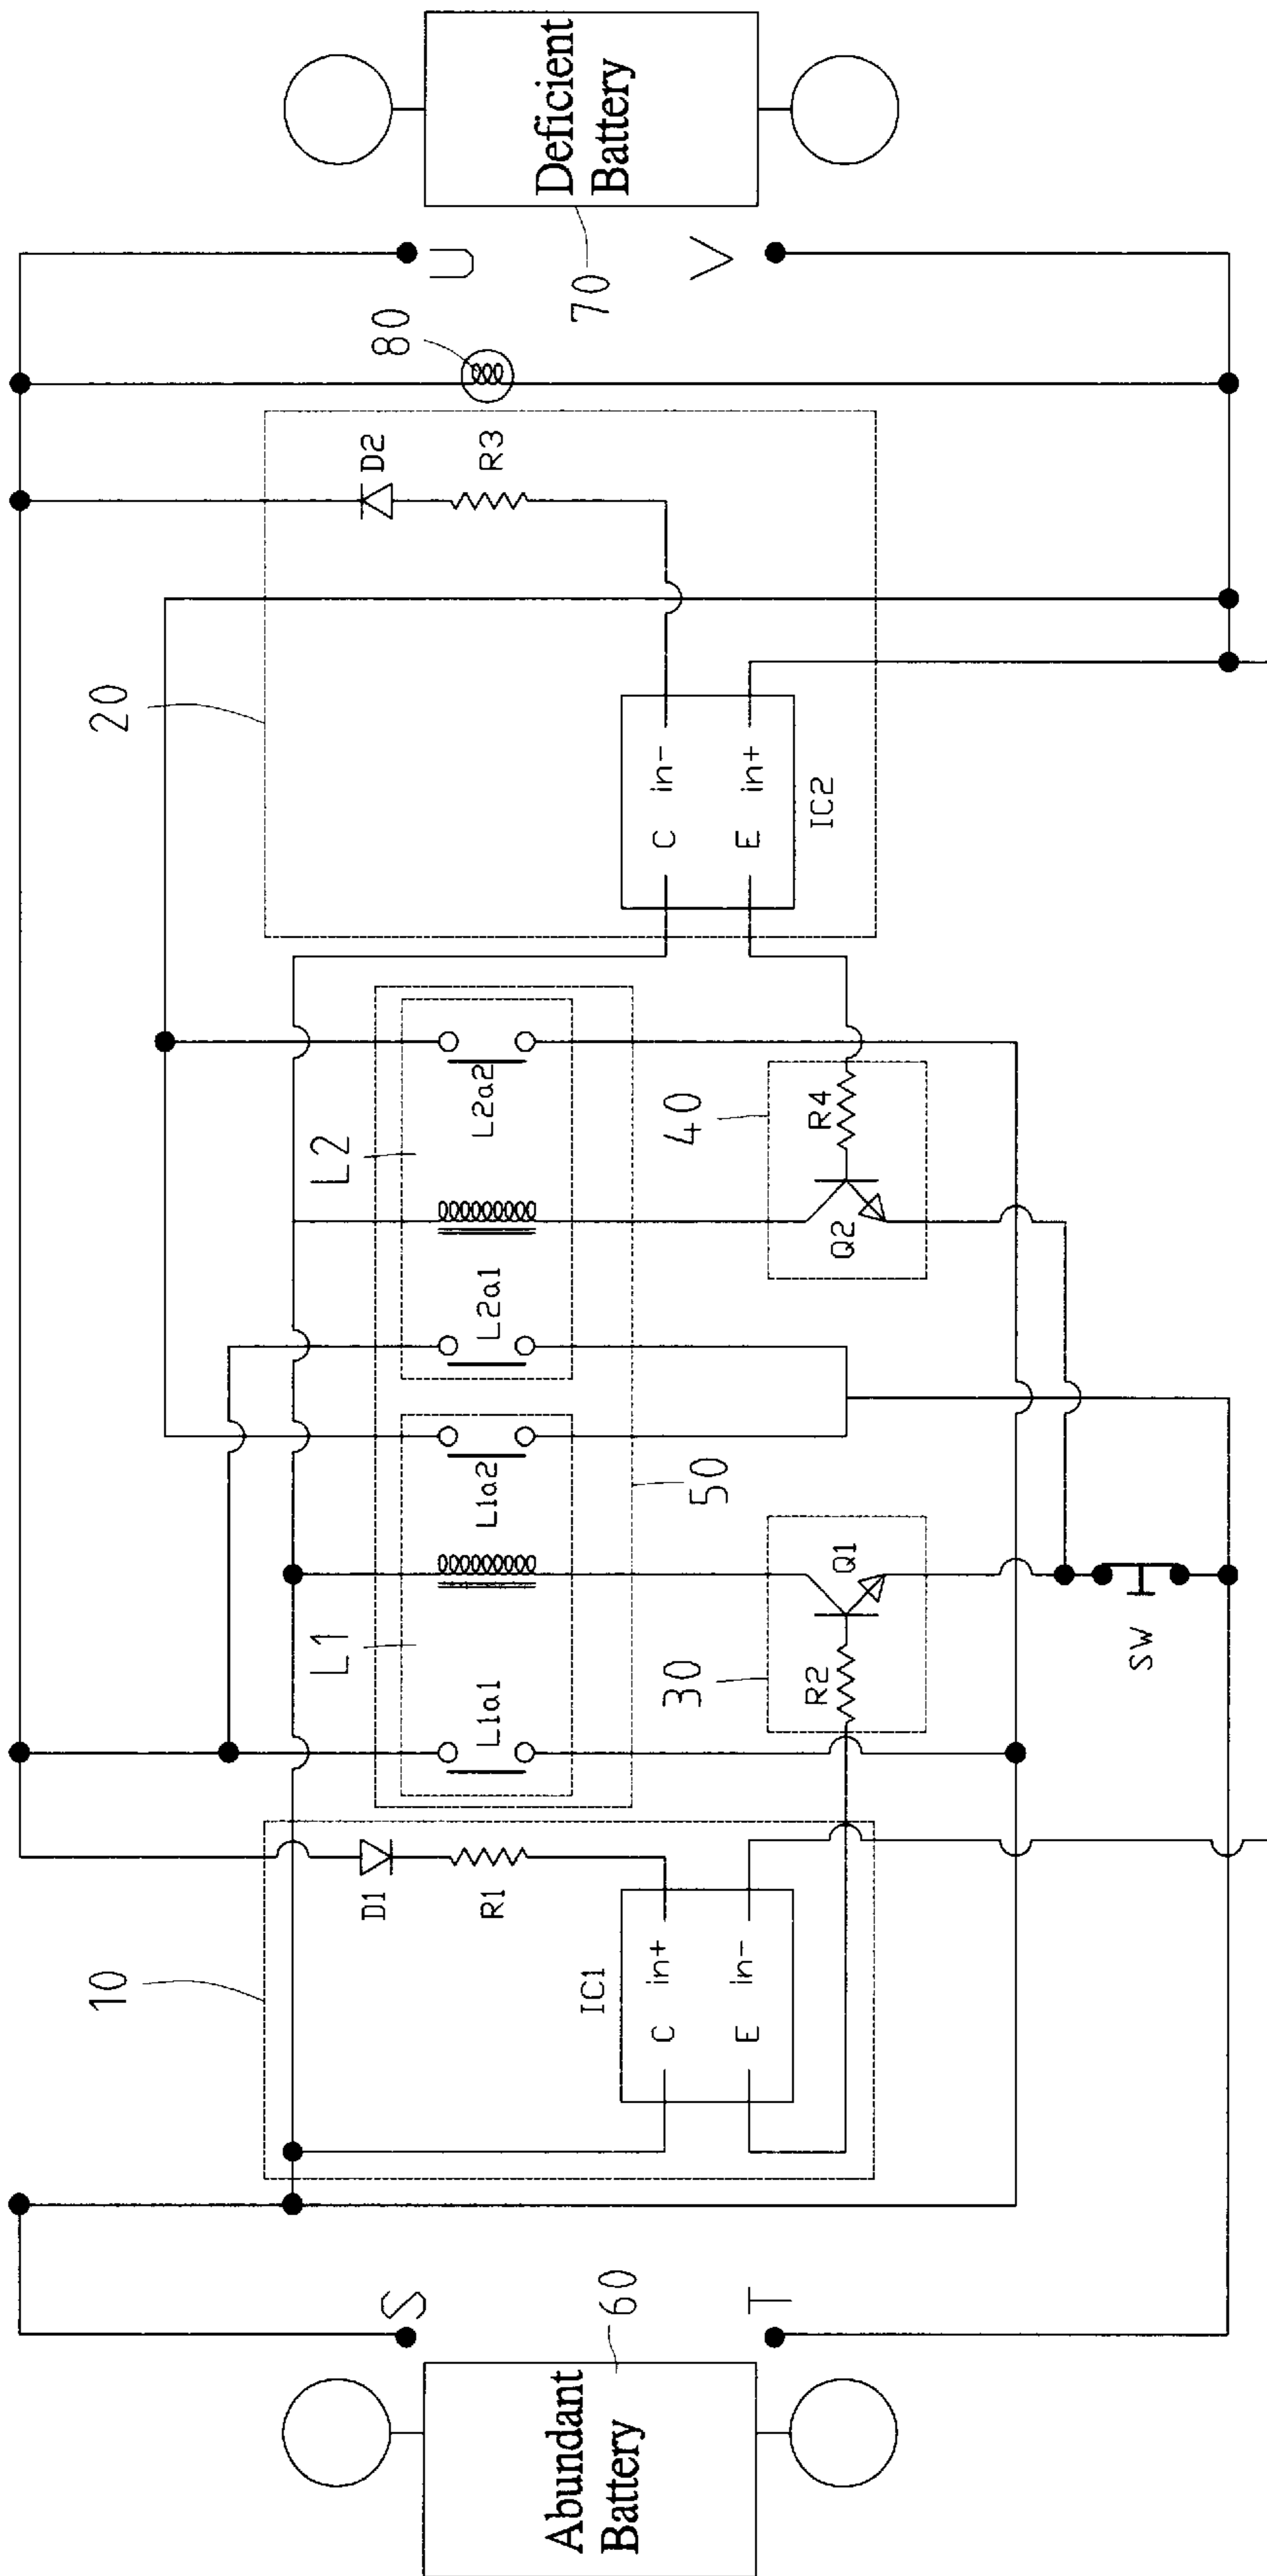 Deficient
Battery
70
U
V
80
20
D2
R3
in-
C
in+
E
IC2
L2
L2a2
L2a1
40
R4
Q2
L1
L1a2
L1a1
50
30
Q1
R2
SW
10
D1
R1
IC1
in+
C
in-
E
S
T
60
Abundant
Battery